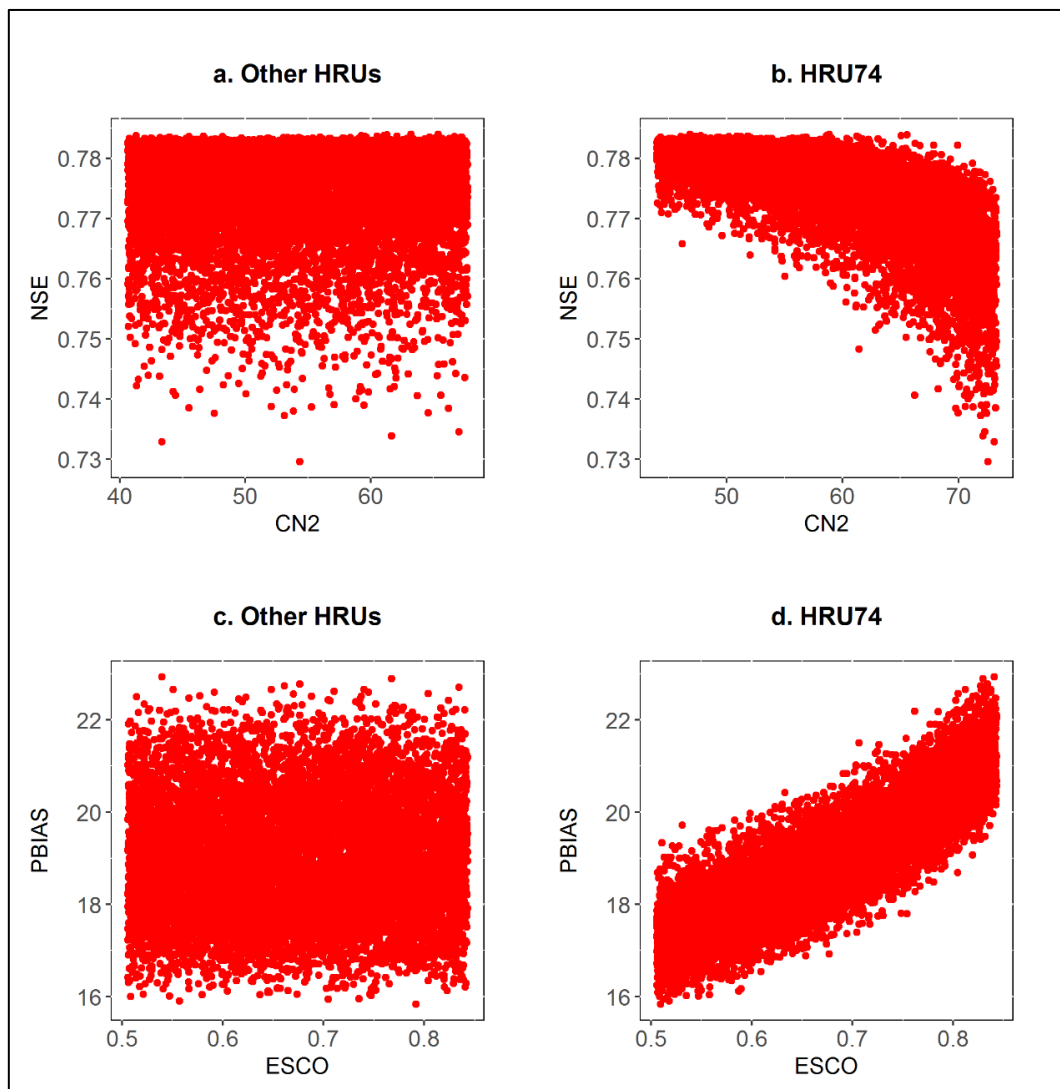 a. Other HRUs
b. HRU74
0.78
0.77
0.76
0.75
0.74
0.73
NSE
40
50
60
CN2
0.78
0.77
0.76
0.75
0.74
0.73
NSE
50
60
70
CN2
c. Other HRUs
d. HRU74
22
20
18
16
PBIAS
0.5
0.6
0.7
0.8
ESCO
22
20
18
16
PBIAS
0.5
0.6
0.7
0.8
ESCO